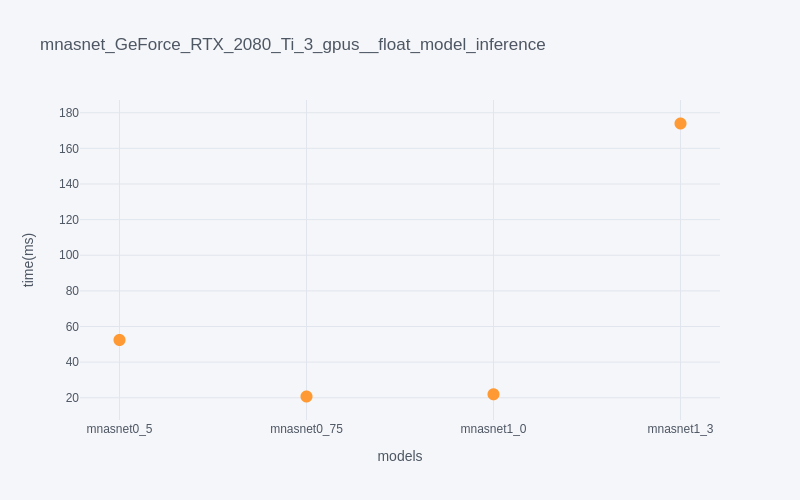 mnasnet_GeForce_RTX_2080_Ti_3_gpus__float_model_inference
time(ms)
180
160
140
120
100
80
60
40
20
mnasnet0_5 mnasnet0_75 mnasnet1_0 mnasnet1_3
models